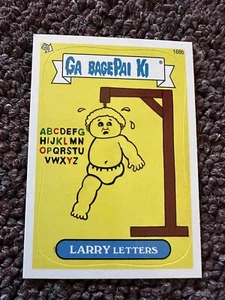 GA BAGEPAI KI
168b
ABCDEFG
HIJKLMN
OPQRSTU
VWXYZ
LARRY LETTERS